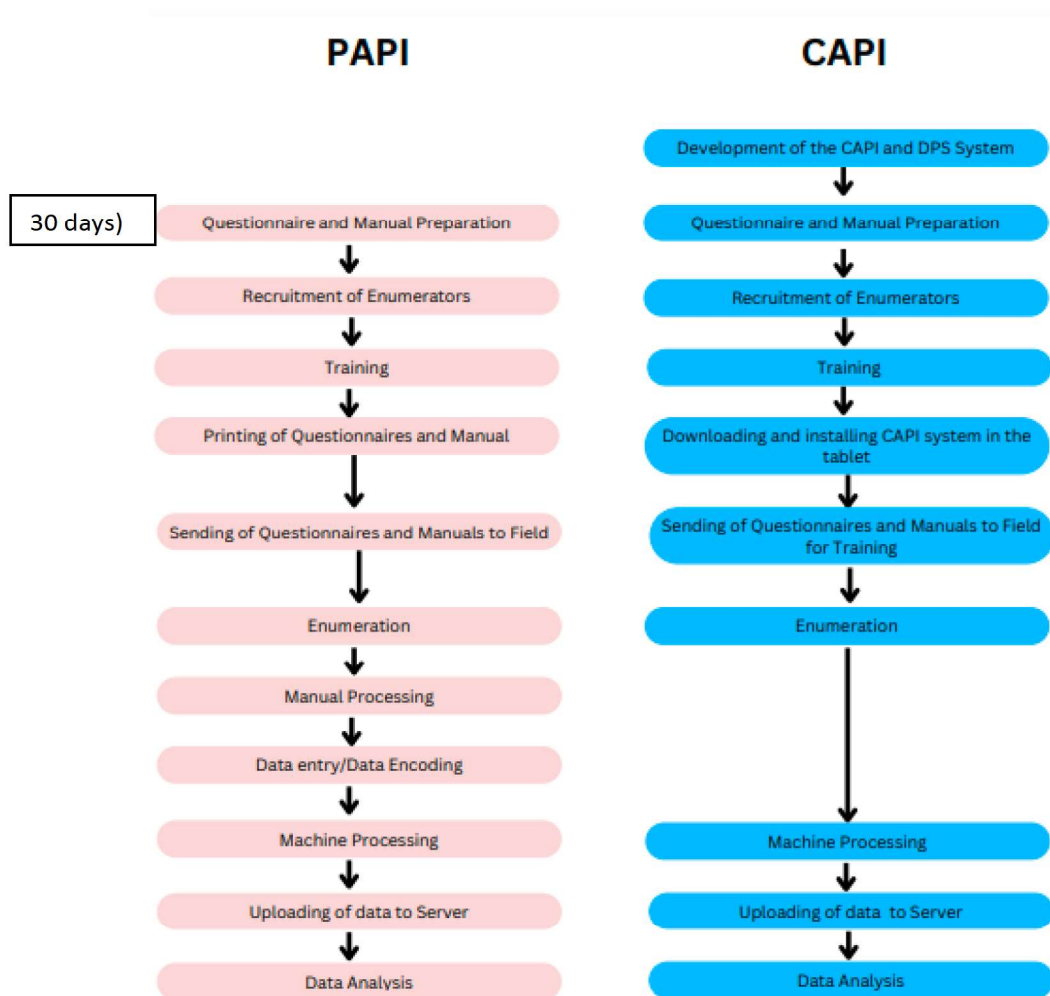 PAPI
CAPI
Development of the CAPI and DPS System
30 days)
Questionnaire and Manual Preparation
Questionnaire and Manual Preparation
Recruitment of Enumerators
Recruitment of Enumerators
Training
Training
Printing of Questionnaires and Manual
Downloading and installing CAPI system in the
tablet
Sending of Questionnaires and Manuals to Field
Sending of Questionnaires and Manuals to Field
for Training
Enumeration
Enumeration
Manual Processing
Data entry/Data Encoding
Machine Processing
Machine Processing
Uploading of data to Server
Uploading of data to Server
Data Analysis
Data Analysis